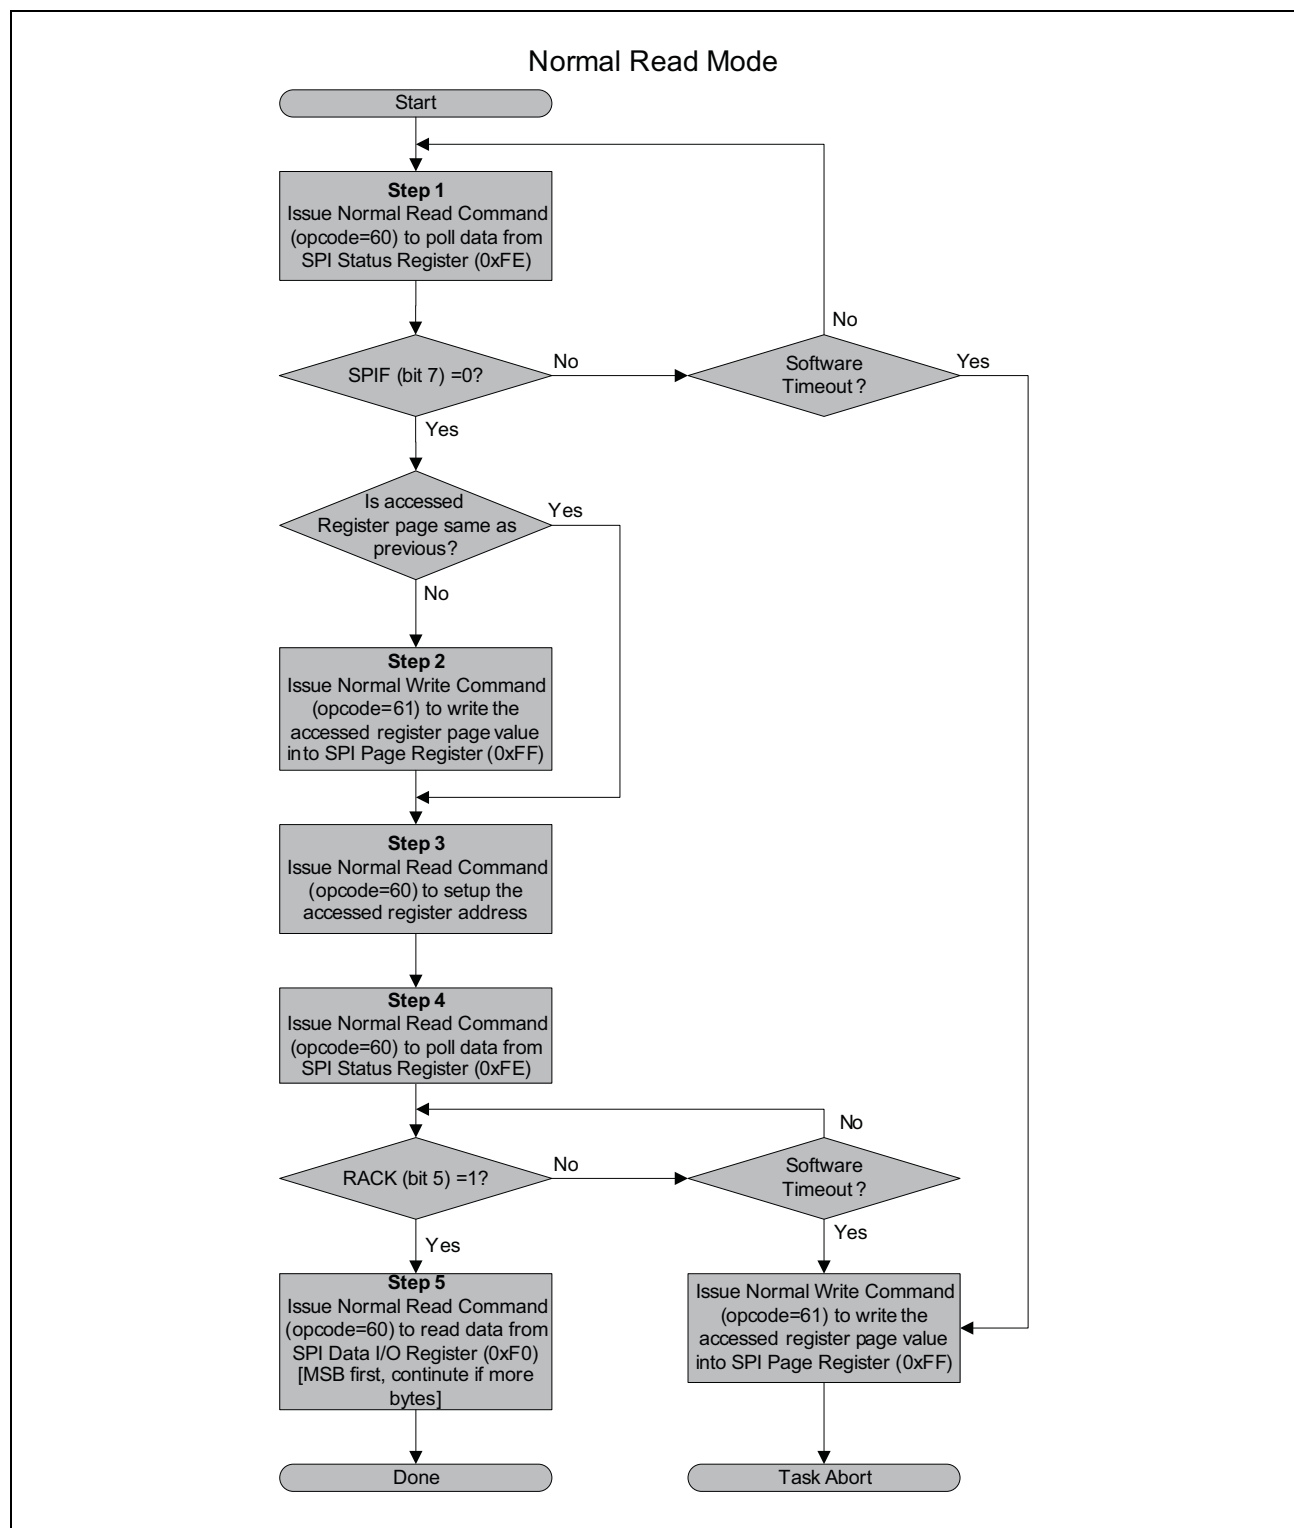 Normal Read Mode
Start
Step 1
Issue Normal Read Command
(opcode=60) to poll data from
SPI Status Register (0xFE)
No
SPIF (bit 7) =0?
No
Software
Timeout ?
Yes
Yes
Is accessed
Register page same as
previous?
Yes
No
Step 2
Issue Normal Write Command
(opcode=61) to write the
accessed register page value
into SPI Page Register (0xFF)
Step 3
Issue Normal Read Command
(opcode=60) to setup the
accessed register address
Step 4
Issue Normal Read Command
(opcode=60) to poll data from
SPI Status Register (0xFE)
No
RACK (bit 5) =1?
No
Software
Timeout ?
Yes
Yes
Step 5
Issue Normal Read Command
(opcode=60) to read data from
SPI Data I/O Register (0xF0)
[MSB first, continute if more
bytes]
Issue Normal Write Command
(opcode=61) to write the
accessed register page value
into SPI Page Register (0xFF)
Done
Task Abort